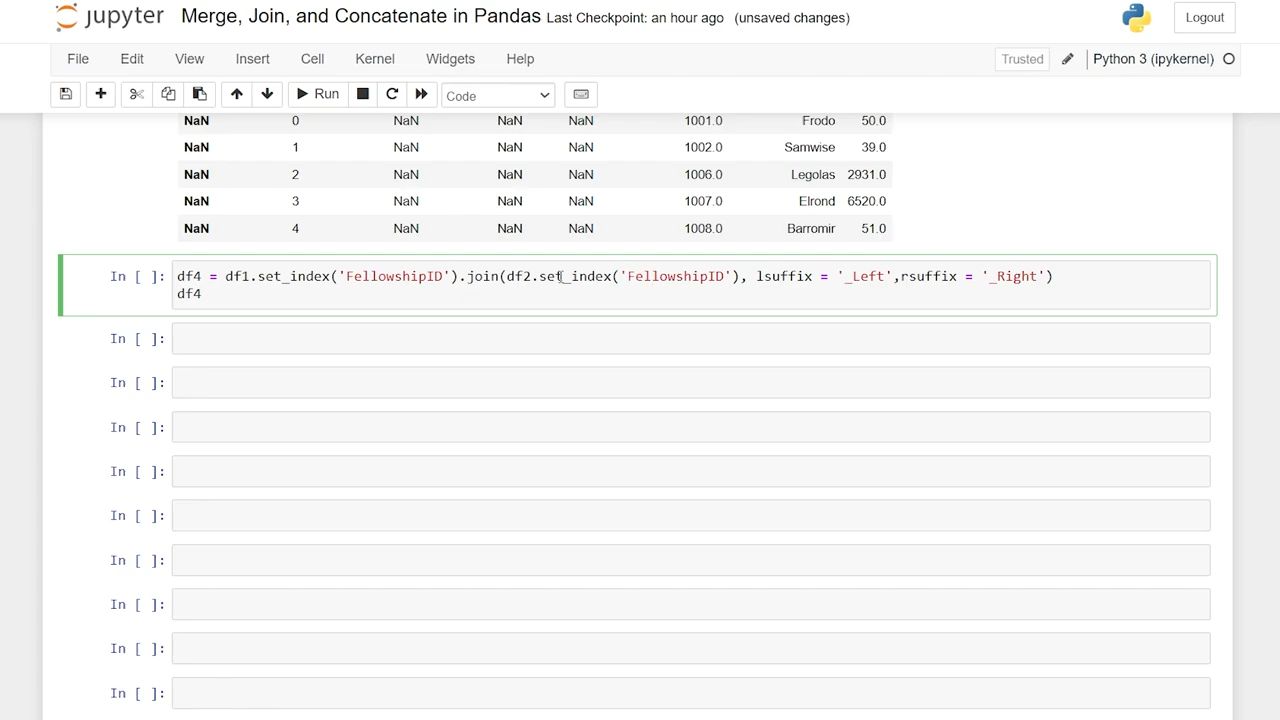 jupyter Merge, Join, and Concatenate in Pandas Last Checkpoint: an hour ago (unsaved changes) Logout
File Edit View Insert Cell Kernel Widgets Help Trusted Python 3 (ipykernel)
Run Code
NaN 0 NaN NaN NaN 1001.0 Frodo 50.0
NaN 1 NaN NaN NaN 1002.0 Samwise 39.0
NaN 2 NaN NaN NaN 1006.0 Legolas 2931.0
NaN 3 NaN NaN NaN 1007.0 Elrond 6520.0
NaN 4 NaN NaN NaN 1008.0 Barromir 51.0
In [ ]: df4 = df1.set_index('FellowshipID').join(df2.set_index('FellowshipID'), lsuffix = '_Left',rsuffix = '_Right')
df4
In [ ]:
In [ ]:
In [ ]:
In [ ]:
In [ ]:
In [ ]:
In [ ]:
In [ ]:
In [ ]: